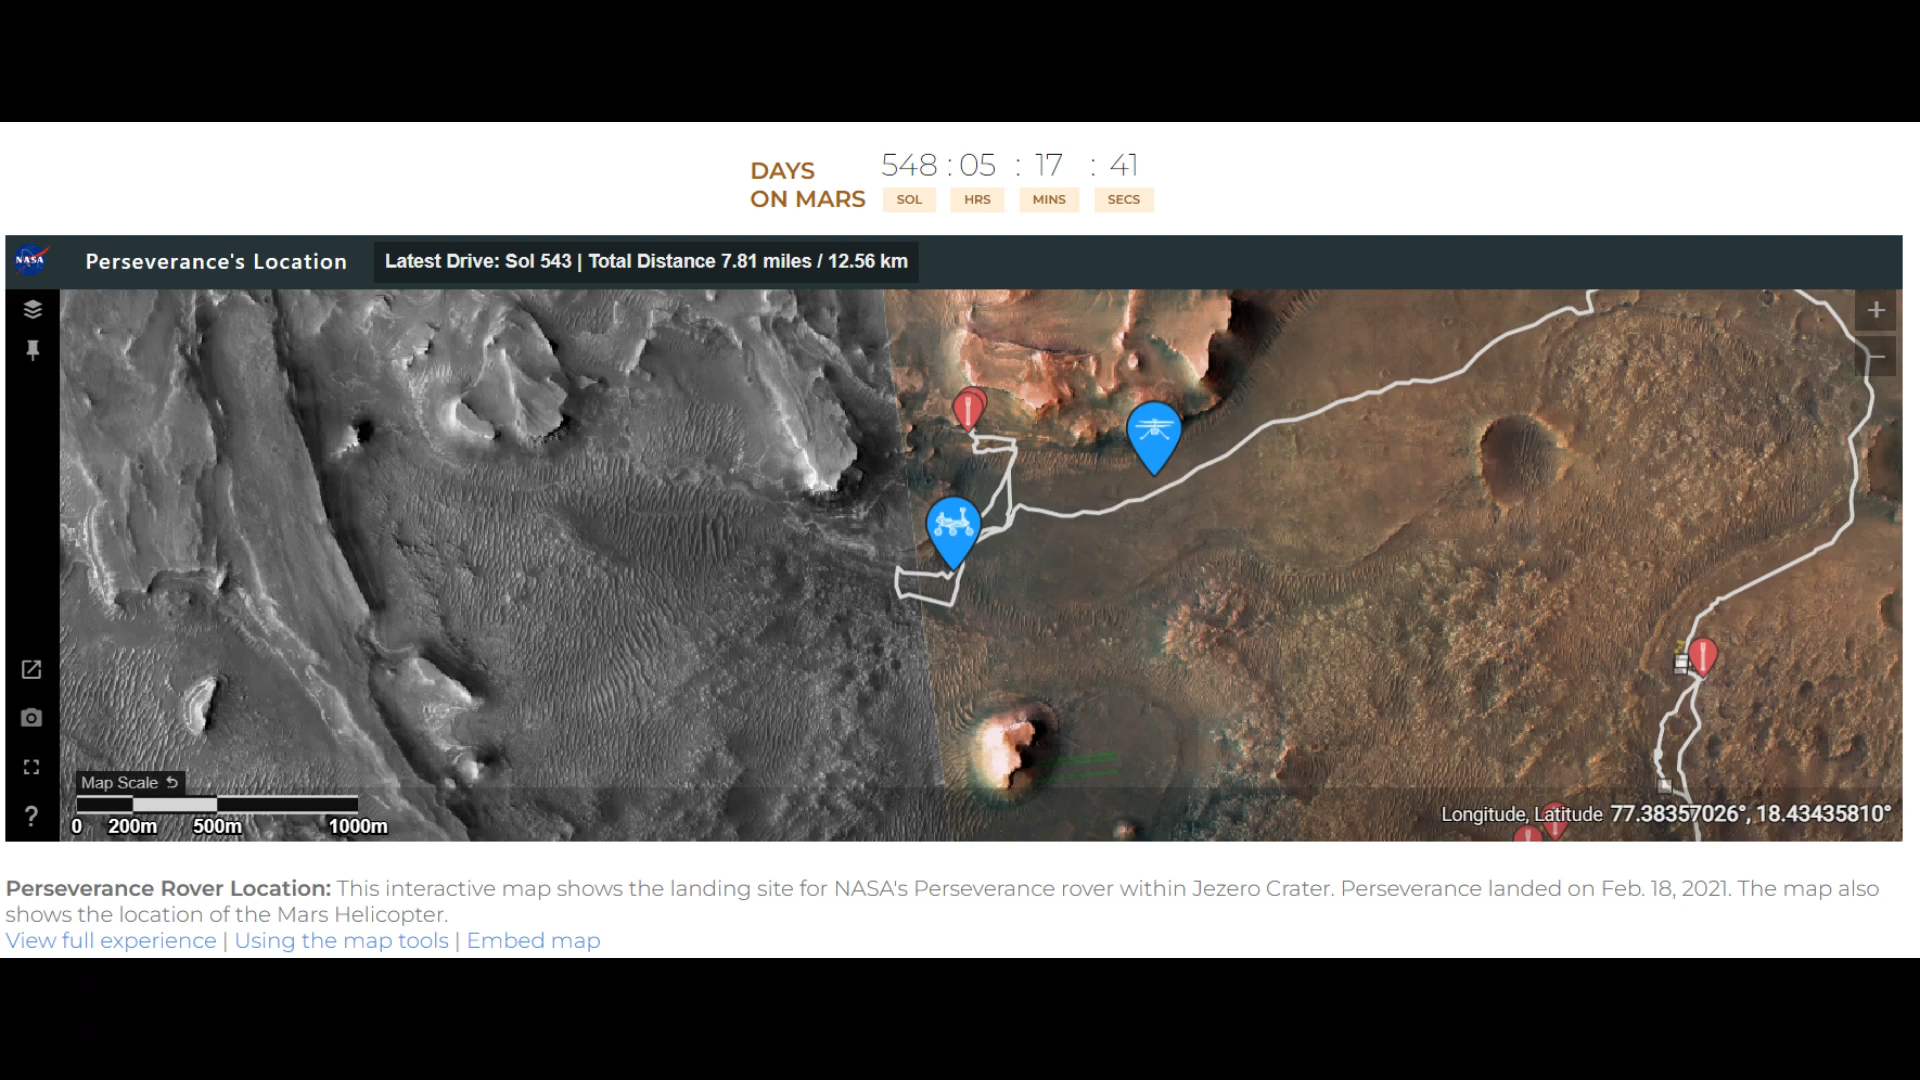 DAYS
ON MARS
548 : 05 : 17 : 41
SOL HRS MINS SECS
NASA Perseverance's Location Latest Drive: Sol 543 | Total Distance 7.81 miles / 12.56 km
+
−
Map Scale
0 200m 500m 1000m
?
Longitude, Latitude 77.38357026°, 18.43435810°
Perseverance Rover Location: This interactive map shows the landing site for NASA's Perseverance rover within Jezero Crater. Perseverance landed on Feb. 18, 2021. The map also
shows the location of the Mars Helicopter.
View full experience | Using the map tools | Embed map